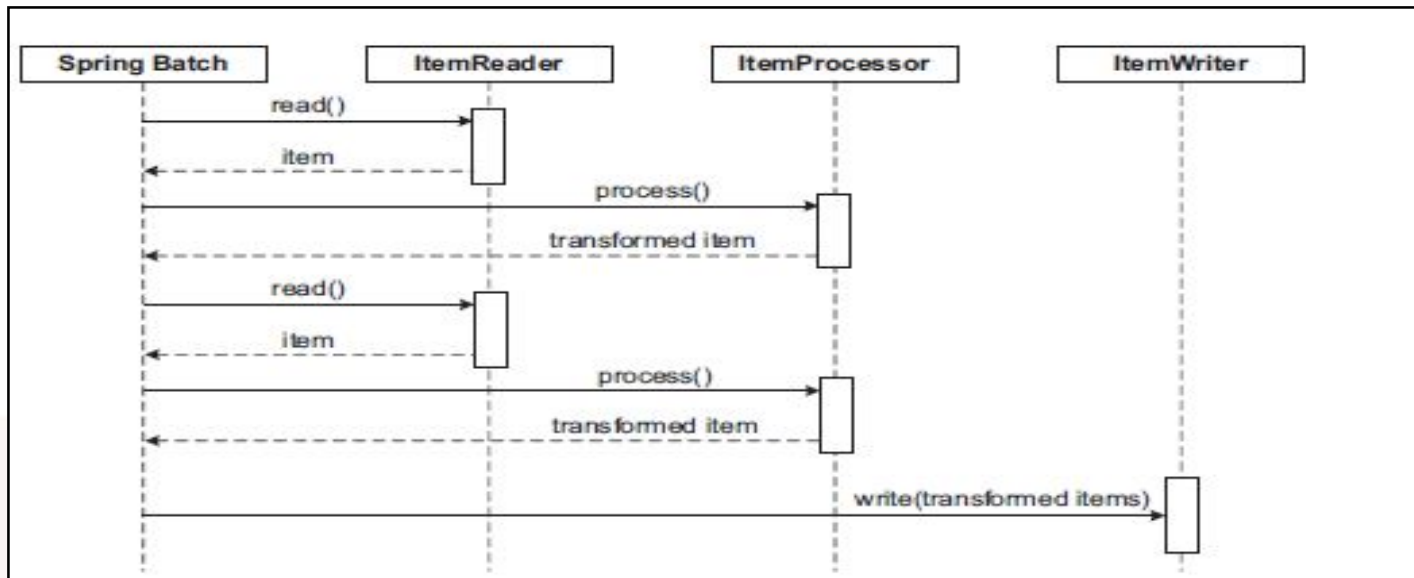 Spring Batch ItemReader ItemProcessor ItemWriter
read()
item
process()
transformed item
read()
item
process()
transformed item
write(transformed items)